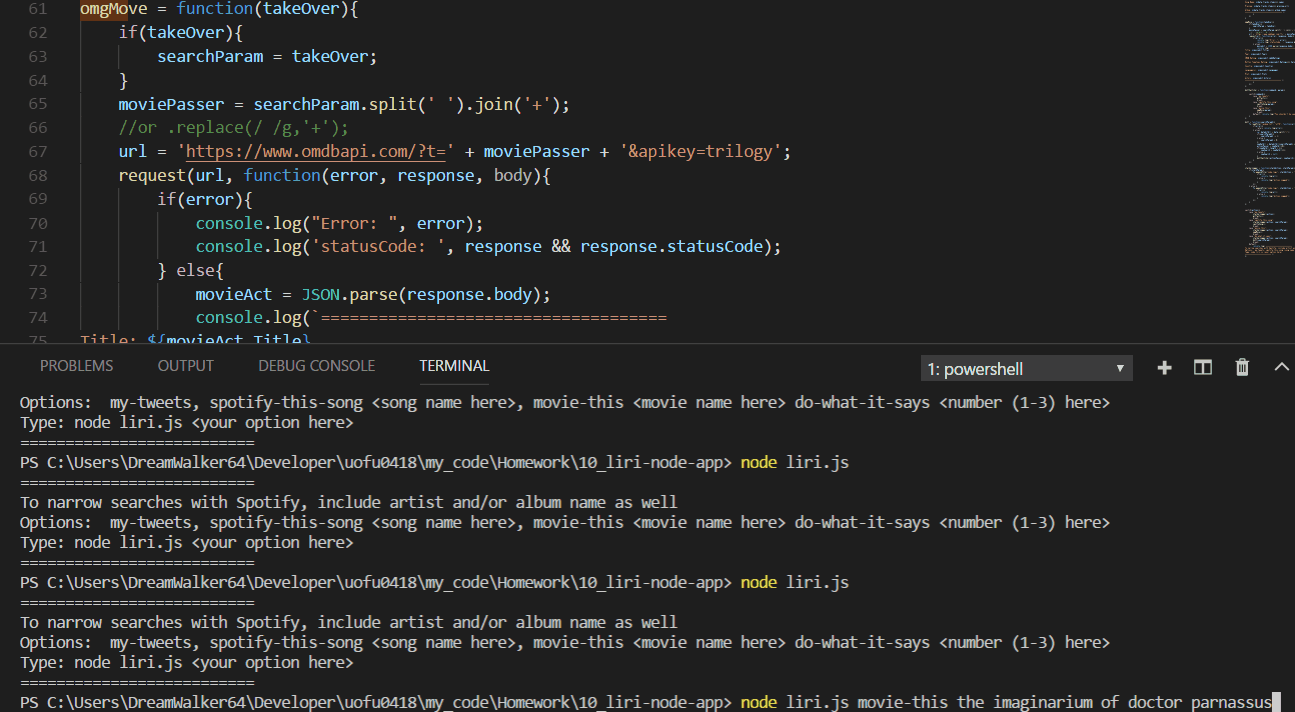 61 omgMove = function(takeOver){
62 if(takeOver){
63 searchParam = takeOver;
64 }
65 moviePasser = searchParam.split(' ').join('+');
66 //or .replace(/ /g,'+');
67 url = 'https://www.omdbapi.com/?t=' + moviePasser + '&apikey=trilogy';
68 request(url, function(error, response, body){
69 if(error){
70 console.log("Error: ", error);
71 console.log('statusCode: ', response && response.statusCode);
72 } else{
73 movieAct = JSON.parse(response.body);
74 console.log(`====================================
75 Title: ${movieAct.Title}
PROBLEMS OUTPUT DEBUG CONSOLE TERMINAL 1: powershell
Options:  my-tweets, spotify-this-song <song name here>, movie-this <movie name here> do-what-it-says <number (1-3) here>
Type: node liri.js <your option here>
==========================
PS C:\Users\DreamWalker64\Developer\uofu0418\my_code\Homework\10_liri-node-app> node liri.js
==========================
To narrow searches with Spotify, include artist and/or album name as well
Options:  my-tweets, spotify-this-song <song name here>, movie-this <movie name here> do-what-it-says <number (1-3) here>
Type: node liri.js <your option here>
==========================
PS C:\Users\DreamWalker64\Developer\uofu0418\my_code\Homework\10_liri-node-app> node liri.js
==========================
To narrow searches with Spotify, include artist and/or album name as well
Options:  my-tweets, spotify-this-song <song name here>, movie-this <movie name here> do-what-it-says <number (1-3) here>
Type: node liri.js <your option here>
==========================
PS C:\Users\DreamWalker64\Developer\uofu0418\my_code\Homework\10_liri-node-app> node liri.js movie-this the imaginarium of doctor parnassus